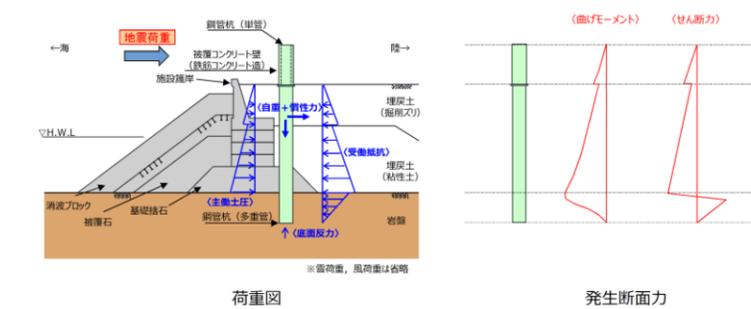 鋼管杭（単管）
地震荷重
←海
被覆コンクリート壁
（鉄筋コンクリート造）
陸→
施設護岸
〈自重＋慣性力〉
埋戻土
（掘削ズリ）
▽H.W.L
〈受働抵抗〉
埋戻土
（粘性土）
消波ブロック
被覆石
基礎捨石
〈主働土圧〉
鋼管杭（多重管）
岩盤
〈底面反力〉
※雪荷重，風荷重は省略
荷重図
〈曲げモーメント〉
〈せん断力〉
発生断面力